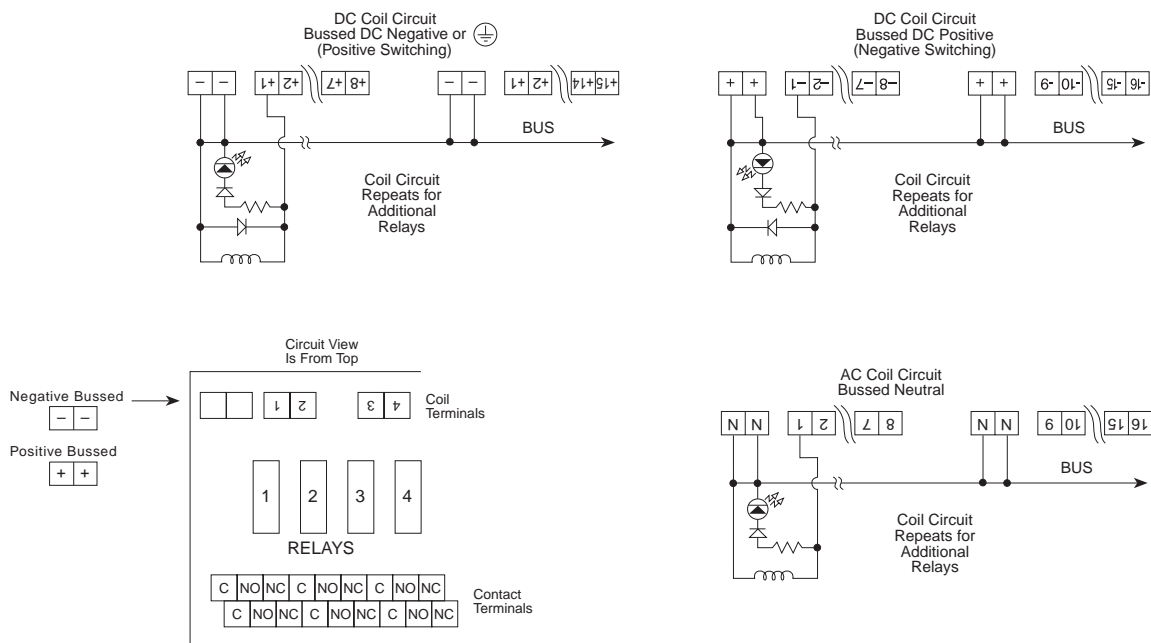 DC Coil Circuit
Bussed DC Negative or
(Positive Switching)
– – +1 +2 +7 +8 – – +1 +2 +14 +15
BUS
Coil Circuit
Repeats for
Additional
Relays
DC Coil Circuit
Bussed DC Positive
(Negative Switching)
+ + –1 –2 –7 –8 + + -9 -10 -15 -16
BUS
Coil Circuit
Repeats for
Additional
Relays
Circuit View
Is From Top
Negative Bussed
– –
Positive Bussed
+ +
1 2 3 4
Coil
Terminals
1 2 3 4
RELAYS
C NO NC C NO NC C NO NC
C NO NC C NO NC C NO NC
Contact
Terminals
AC Coil Circuit
Bussed Neutral
N N 1 2 7 8 N N 9 10 15 16
BUS
Coil Circuit
Repeats for
Additional
Relays